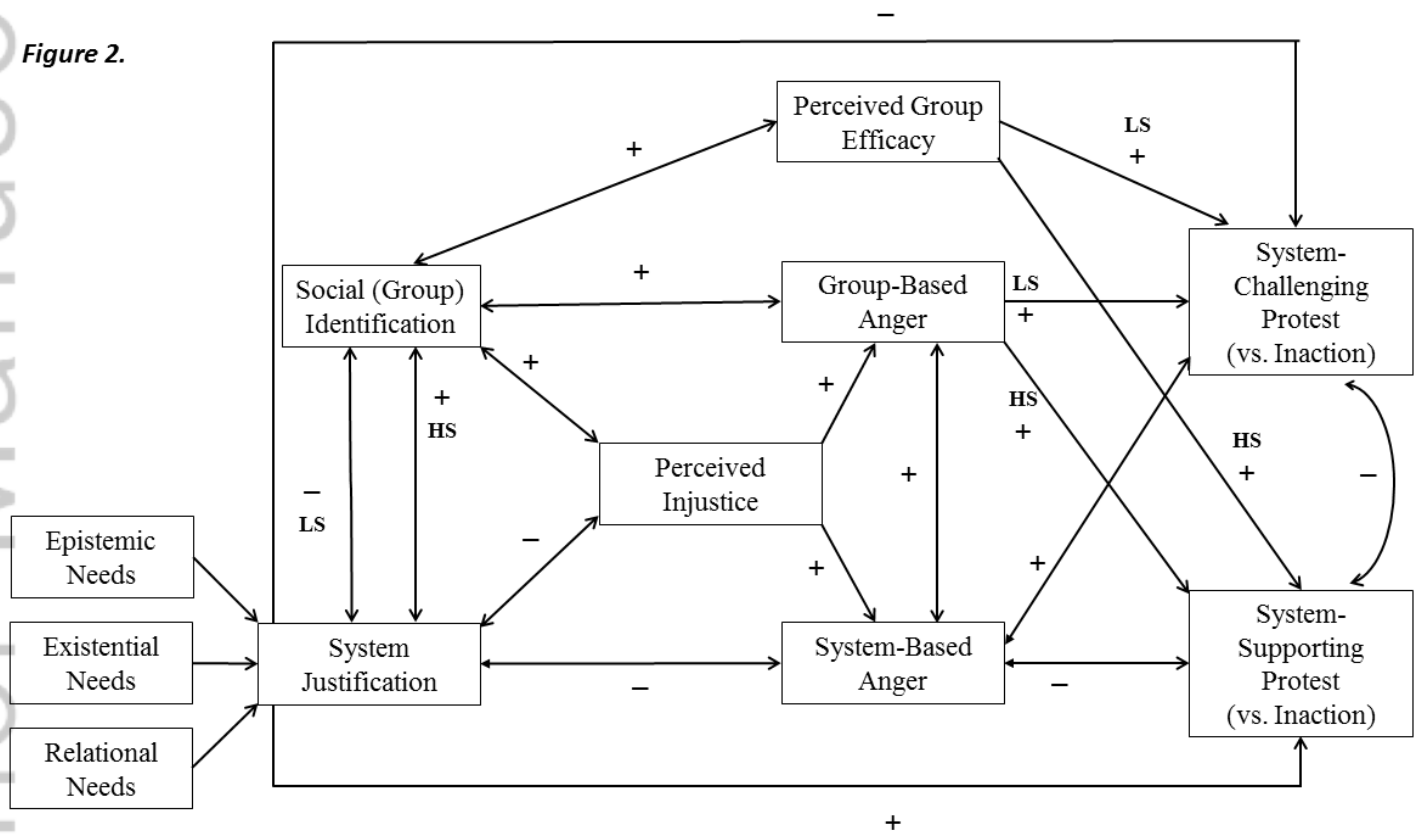 Figure 2.
–
Perceived Group
Efficacy
LS
+
+
System-
Challenging
Protest
(vs. Inaction)
Social (Group)
Identification
+
Group-Based
Anger
LS
+
+
+
HS
+
HS
+
HS
+
–
Perceived
Injustice
+
–
LS
–
+
+
Epistemic
Needs
Existential
Needs
Relational
Needs
System
Justification
–
System-Based
Anger
–
System-
Supporting
Protest
(vs. Inaction)
+